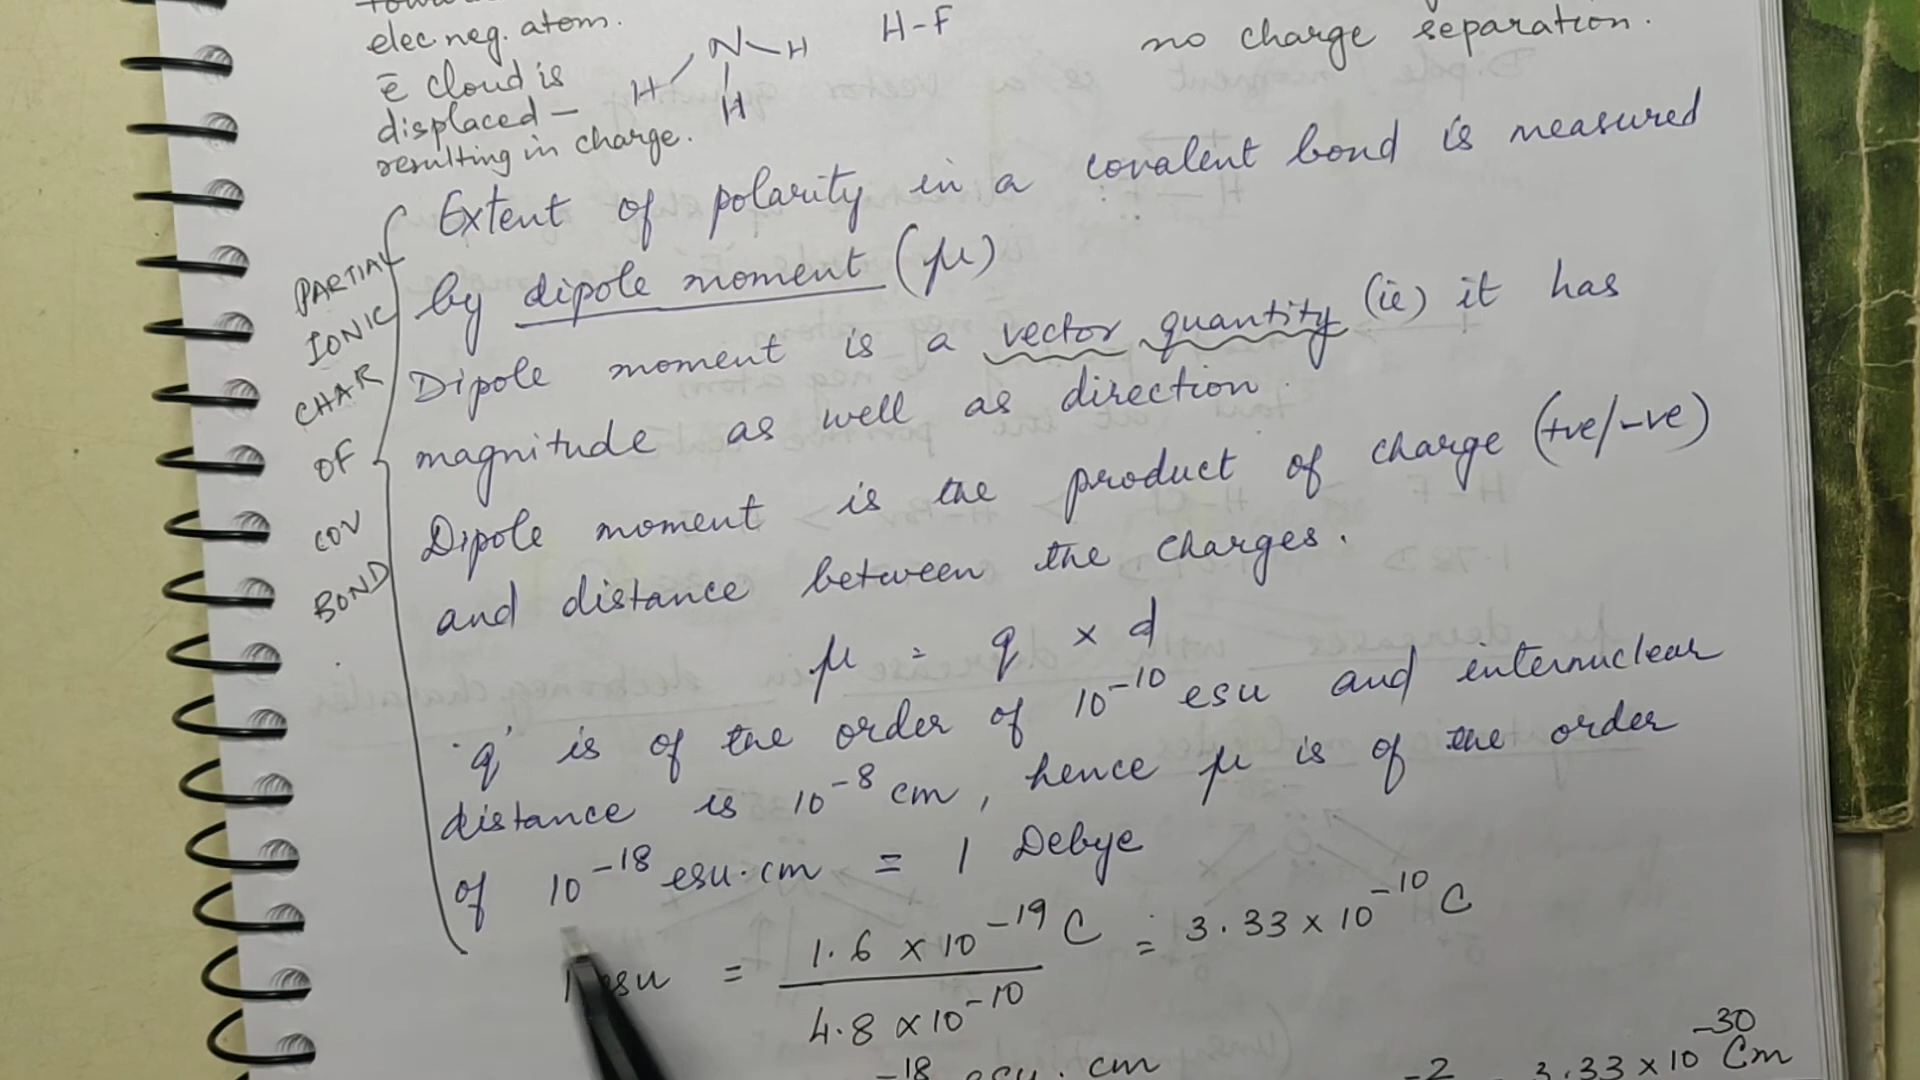 elec neg. atom.
ē cloud is
displaced –
resulting in charge.
N H
H
H
H-F
no charge separation.
PARTIAL
IONIC
CHAR
OF
COV
BOND
Extent of polarity in a covalent bond is measured
by dipole moment (μ)
Dipole moment is a vector quantity (ie) it has
magnitude as well as direction.
Dipole moment is the product of charge (+ve/-ve)
and distance between the charges.
μ = q × d
'q' is of the order of 10⁻¹⁰ esu and internuclear
distance is 10⁻⁸ cm, hence μ is of the order
of 10⁻¹⁸ esu.cm = 1 Debye
1 esu = 1.6 × 10⁻¹⁹ C / 4.8 × 10⁻¹⁰ = 3.33 × 10⁻¹⁰ C
⁻¹⁸ esu . cm ⁻² 3.33 × 10⁻³⁰ Cm